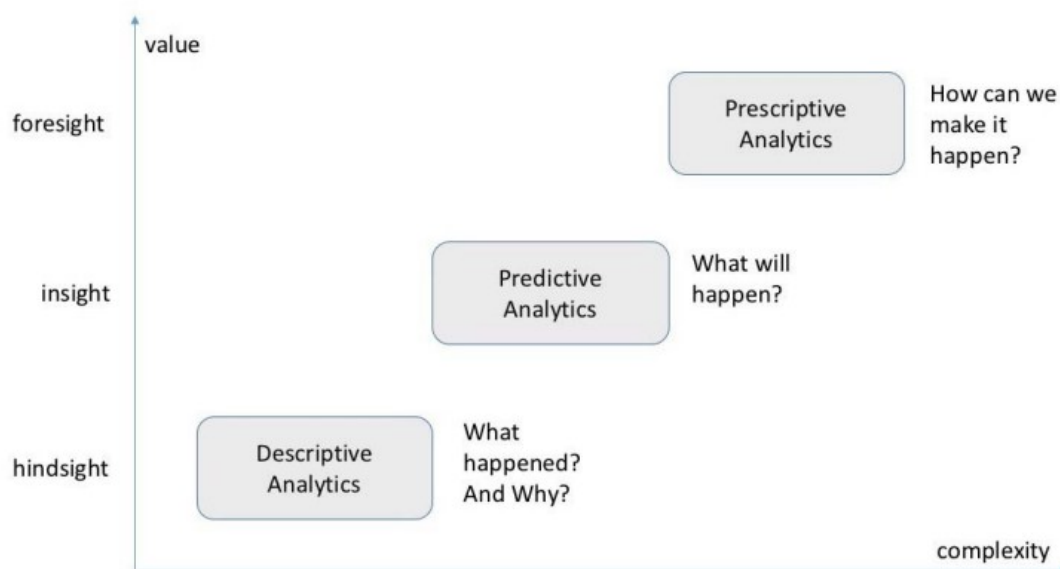 value
foresight
Prescriptive
Analytics
How can we
make it
happen?
insight
Predictive
Analytics
What will
happen?
hindsight
Descriptive
Analytics
What
happened?
And Why?
complexity